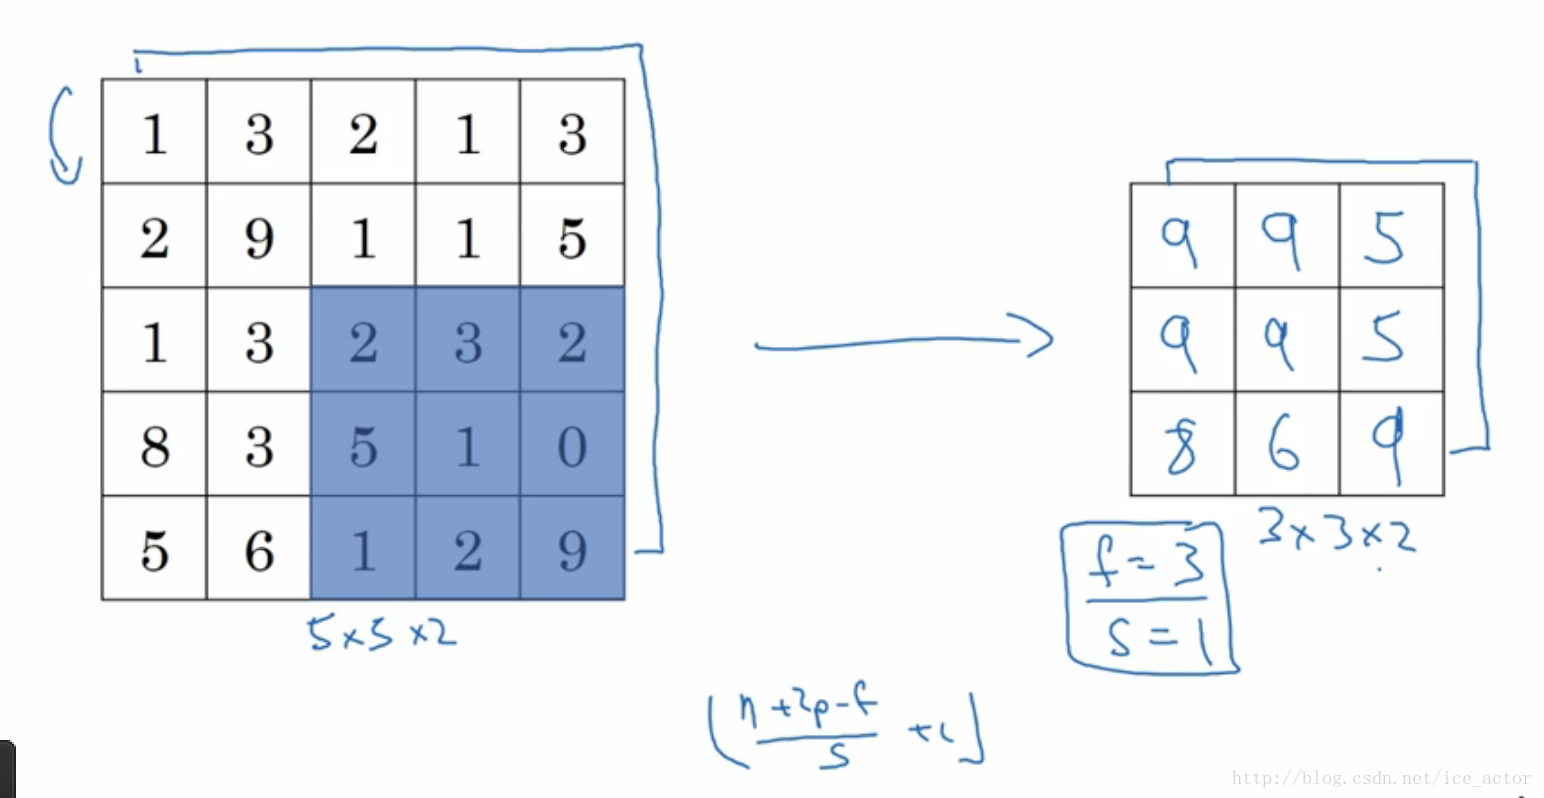 1 3 2 1 3
2 9 1 1 5
1 3 2 3 2
8 3 5 1 0
5 6 1 2 9
5×5×2
9 9 5
9 9 5
8 6 9
3×3×2
f=3
s=1
⌊(n+2p-f)/s +1⌋
http://blog.csdn.net/ice_actor